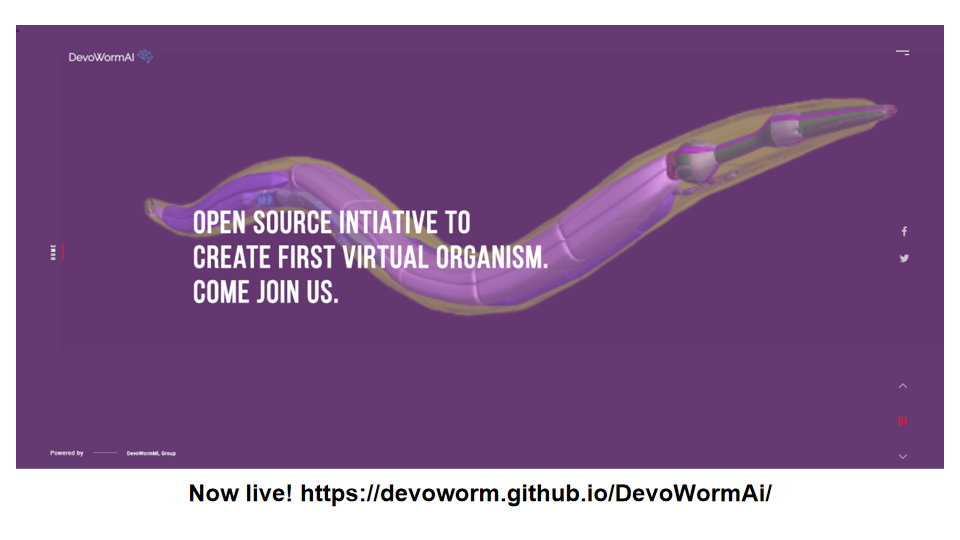 DevoWormAI
OPEN SOURCE INTIATIVE TO
CREATE FIRST VIRTUAL ORGANISM.
COME JOIN US.
HOME
01
Powered by
DevoWormML Group
Now live! https://devoworm.github.io/DevoWormAi/